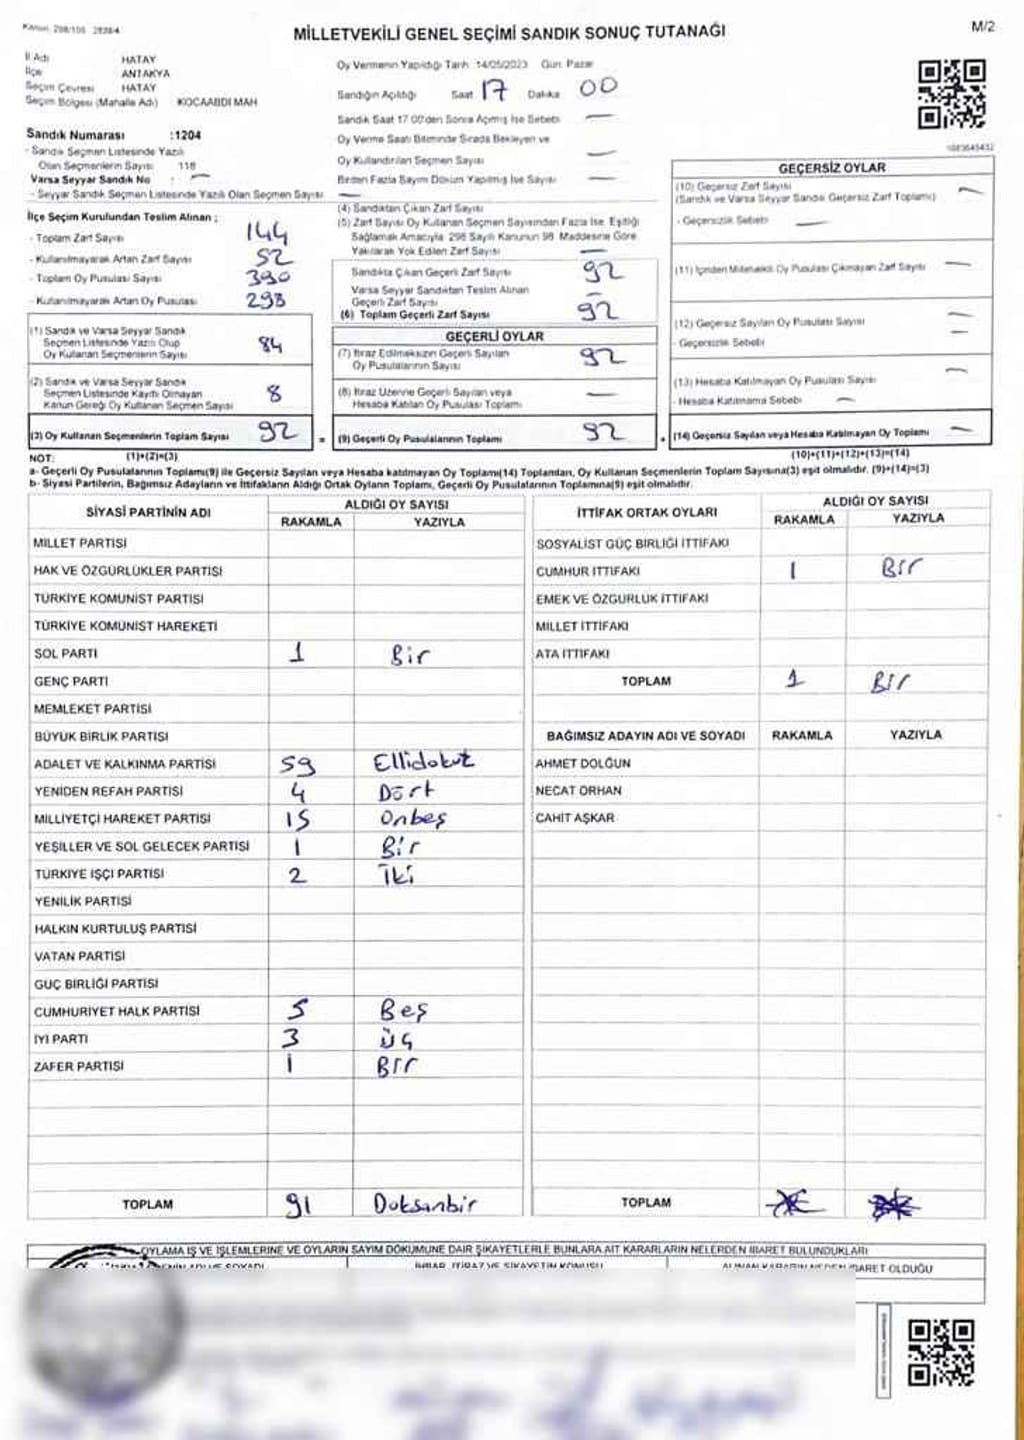 Kanun: 298/105 2839/4
MİLLETVEKİLİ GENEL SEÇİMİ SANDIK SONUÇ TUTANAĞI
M/2
İl Adı HATAY
İlçe ANTAKYA
Seçim Çevresi HATAY
Seçim Bölgesi (Mahalle Adı) KOCAABDİ MAH
Sandık Numarası :1204
- Sandık Seçmen Listesinde Yazılı
Olan Seçmenlerin Sayısı 118
Varsa Seyyar Sandık No : —
- Seyyar Sandık Seçmen Listesinde Yazılı Olan Seçmen Sayısı —
Oy Vermenin Yapıldığı Tarih 14/05/2023 Gün: Pazar
Sandığın Açıldığı Saat 17 Dakika 00
Sandık Saat 17:00'den Sonra Açılmış İse Sebebi —
Oy Verme Saati Bitiminde Sırada Bekleyen ve
Oy Kullandırılan Seçmen Sayısı —
Birden Fazla Sayım Döküm Yapılmış İse Sayısı —
İlçe Seçim Kurulundan Teslim Alınan ;
- Toplam Zarf Sayısı 144
- Kullanılmayarak Artan Zarf Sayısı 52
- Toplam Oy Pusulası Sayısı 390
- Kullanılmayarak Artan Oy Pusulası 298
(4) Sandıktan Çıkan Zarf Sayısı
(5) Zarf Sayısı Oy Kullanan Seçmen Sayısından Fazla İse, Eşitliği
Sağlamak Amacıyla, 298 Sayılı Kanunun 98. Maddesine Göre
Yakılarak Yok Edilen Zarf Sayısı —
Sandıkta Çıkan Geçerli Zarf Sayısı 92
Varsa Seyyar Sandıktan Teslim Alınan
Geçerli Zarf Sayısı —
(6) Toplam Geçerli Zarf Sayısı 92
(1) Sandık ve Varsa Seyyar Sandık
Seçmen Listesinde Yazılı Olup
Oy Kullanan Seçmenlerin Sayısı 84
(2) Sandık ve Varsa Seyyar Sandık
Seçmen Listesinde Kayıtlı Olmayan
Kanun Gereği Oy Kullanan Seçmen Sayısı 8
(3) Oy Kullanan Seçmenlerin Toplam Sayısı 92 =
GEÇERLİ OYLAR
(7) İtiraz Edilmeksizin Geçerli Sayılan
Oy Pusulalarının Sayısı 92
(8) İtiraz Üzerine Geçerli Sayılan veya
Hesaba Katılan Oy Pusulası Toplamı —
(9) Geçerli Oy Pusulalarının Toplamı 92 +
GEÇERSİZ OYLAR
(10) Geçersiz Zarf Sayısı —
(Sandık ve Varsa Seyyar Sandık Geçersiz Zarf Toplamı)
- Geçersizlik Sebebi —
(11) İçinden Milletvekili Oy Pusulası Çıkmayan Zarf Sayısı —
(12) Geçersiz Sayılan Oy Pusulası Sayısı —
- Geçersizlik Sebebi —
(13) Hesaba Katılmayan Oy Pusulası Sayısı —
- Hesaba Katılmama Sebebi —
(14) Geçersiz Sayılan veya Hesaba Katılmayan Oy Toplamı —
NOT: (1)+(2)=(3)
(10)+(11)+(12)+(13)=(14)
a- Geçerli Oy Pusulalarının Toplamı(9) ile Geçersiz Sayılan veya Hesaba katılmayan Oy Toplamı(14) Toplamları, Oy Kullanan Seçmenlerin Toplam Sayısına(3) eşit olmalıdır. (9)+(14)=(3)
b- Siyasi Partilerin, Bağımsız Adayların ve İttifakların Aldığı Ortak Oyların Toplamı, Geçerli Oy Pusulalarının Toplamına(9) eşit olmalıdır.
SİYASİ PARTİNİN ADI ALDIĞI OY SAYISI
RAKAMLA YAZIYLA
MİLLET PARTİSİ
HAK VE ÖZGÜRLÜKLER PARTİSİ
TÜRKİYE KOMÜNİST PARTİSİ
TÜRKİYE KOMÜNİST HAREKETİ
SOL PARTİ 1 Bir
GENÇ PARTİ
MEMLEKET PARTİSİ
BÜYÜK BİRLİK PARTİSİ
ADALET VE KALKINMA PARTİSİ 59 Ellidokuz
YENİDEN REFAH PARTİSİ 4 Dört
MİLLİYETÇİ HAREKET PARTİSİ 15 Onbeş
YEŞİLLER VE SOL GELECEK PARTİSİ 1 Bir
TÜRKİYE İŞÇİ PARTİSİ 2 İki
YENİLİK PARTİSİ
HALKIN KURTULUŞ PARTİSİ
VATAN PARTİSİ
GÜÇ BİRLİĞİ PARTİSİ
CUMHURİYET HALK PARTİSİ 5 Beş
İYİ PARTİ 3 Üç
ZAFER PARTİSİ 1 Bir
TOPLAM 91 Doksanbir
İTTİFAK ORTAK OYLARI ALDIĞI OY SAYISI
RAKAMLA YAZIYLA
SOSYALİST GÜÇ BİRLİĞİ İTTİFAKI
CUMHUR İTTİFAKI 1 Bir
EMEK VE ÖZGÜRLÜK İTTİFAKI
MİLLET İTTİFAKI
ATA İTTİFAKI
TOPLAM 1 Bir
BAĞIMSIZ ADAYIN ADI VE SOYADI RAKAMLA YAZIYLA
AHMET DOLĞUN
NECAT ORHAN
CAHİT AŞKAR
TOPLAM
OYLAMA İŞ VE İŞLEMLERİNE VE OYLARIN SAYIM DÖKÜMÜNE DAİR ŞİKAYETLERLE BUNLARA AİT KARARLARIN NELERDEN İBARET BULUNDUKLARI
İHBAR, İTİRAZ VE ŞİKAYETİN KONUSU
ALINAN KARARIN NEDEN İBARET OLDUĞU